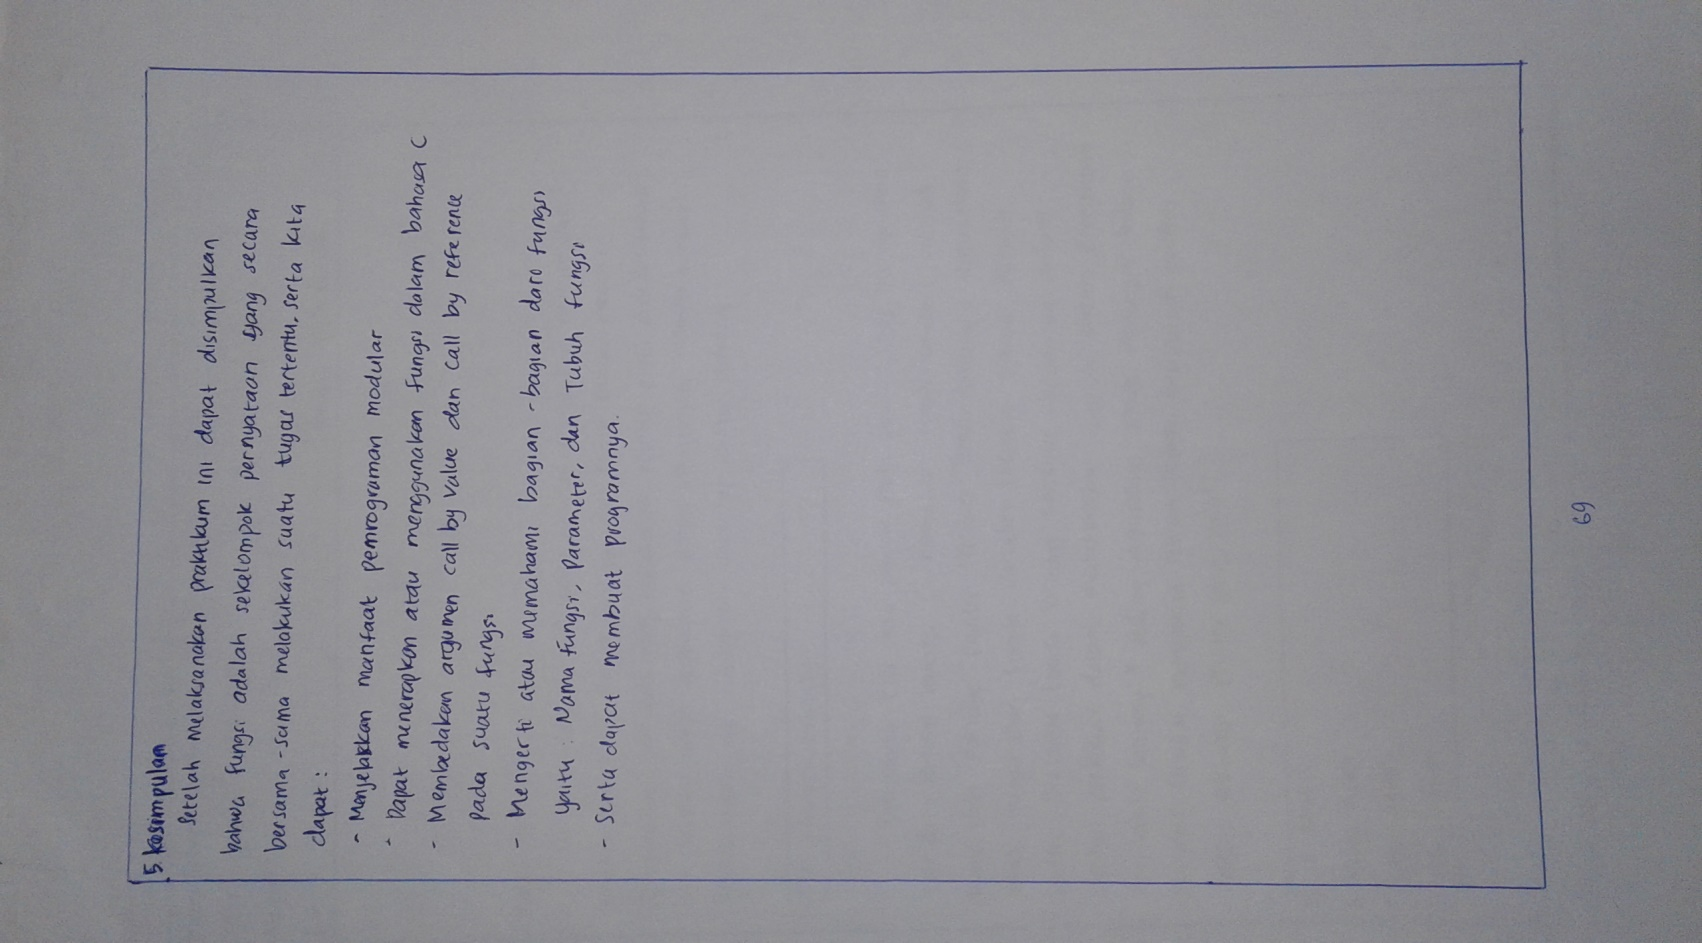 5. Kesimpulan
Setelah melaksanakan praktikum ini dapat disimpulkan
bahwa fungsi adalah sekelompok pernyataan yang secara
bersama-sama melakukan suatu tugas tertentu, serta kita
dapat :
- Menjelaskan manfaat pemrograman modular
- Dapat menerapkan atau menggunakan fungsi dalam bahasa C
- Membedakan argumen call by value dan call by reference
pada suatu fungsi
- Mengerti atau memahami bagian-bagian dari fungsi
yaitu : Nama fungsi, Parameter, dan Tubuh fungsi
- Serta dapat membuat programnya.
69